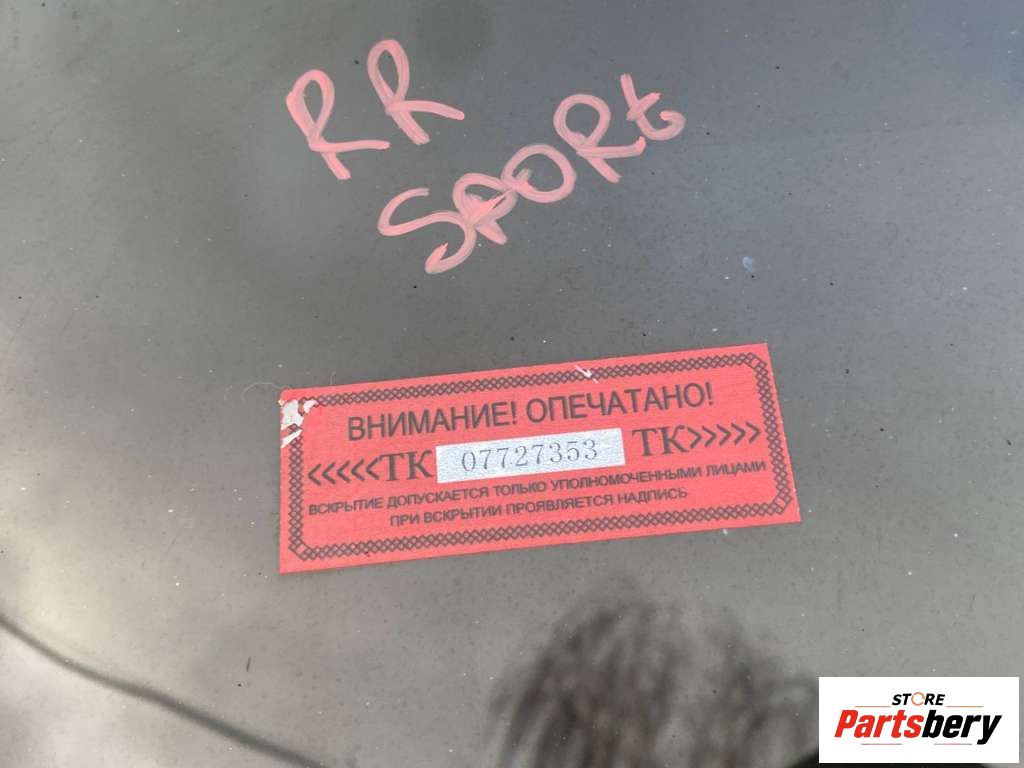 RR
SPORt
ВНИМАНИЕ! ОПЕЧАТАНО!
<<<<<ТК 07727353 ТК>>>>>
ВСКРЫТИЕ ДОПУСКАЕТСЯ ТОЛЬКО УПОЛНОМОЧЕННЫМИ ЛИЦАМИ
ПРИ ВСКРЫТИИ ПРОЯВЛЯЕТСЯ НАДПИСЬ
STORE
Partsbery